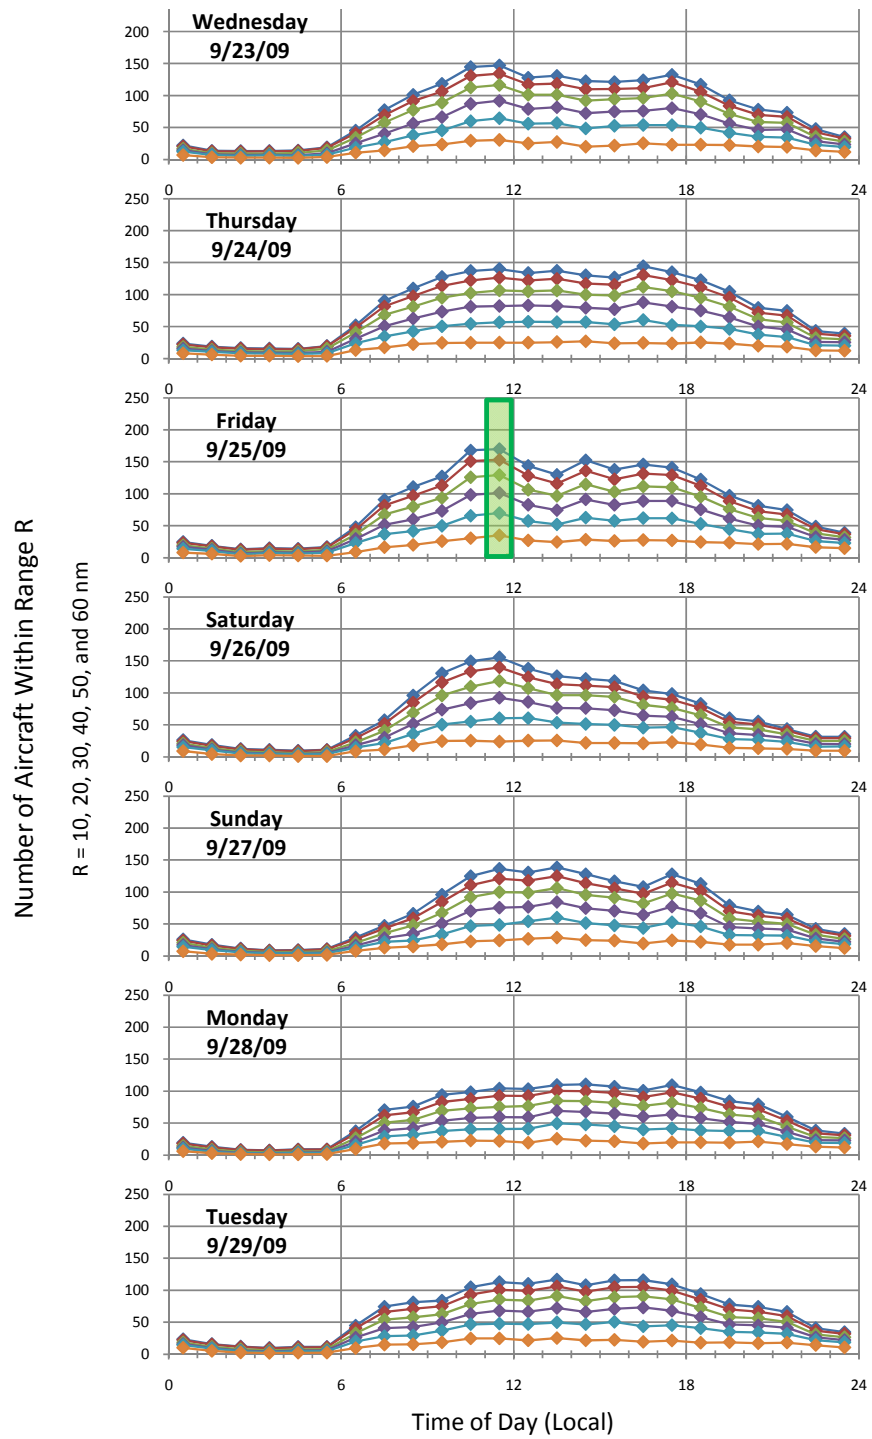 Number of Aircraft Within Range R
R = 10, 20, 30, 40, 50, and 60 nm
Wednesday
9/23/09
200
150
100
50
0
0 6 12 18 24
Thursday
9/24/09
250
200
150
100
50
0
0 6 12 18 24
Friday
9/25/09
250
200
150
100
50
0
0 6 12 18 24
Saturday
9/26/09
250
200
150
100
50
0
0 6 12 18 24
Sunday
9/27/09
250
200
150
100
50
0
0 6 12 18 24
Monday
9/28/09
250
200
150
100
50
0
0 6 12 18 24
Tuesday
9/29/09
250
200
150
100
50
0
0 6 12 18 24
Time of Day (Local)